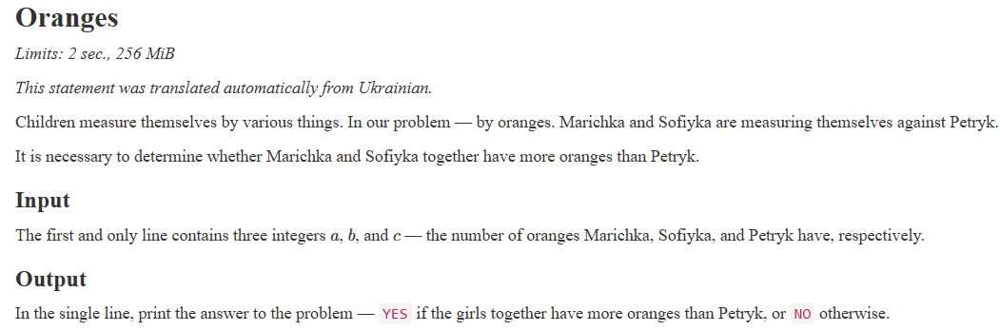 Oranges
Limits: 2 sec., 256 MiB
This statement was translated automatically from Ukrainian.
Children measure themselves by various things. In our problem — by oranges. Marichka and Sofiyka are measuring themselves against Petryk.
It is necessary to determine whether Marichka and Sofiyka together have more oranges than Petryk.
Input
The first and only line contains three integers a, b, and c — the number of oranges Marichka, Sofiyka, and Petryk have, respectively.
Output
In the single line, print the answer to the problem — YES if the girls together have more oranges than Petryk, or NO otherwise.